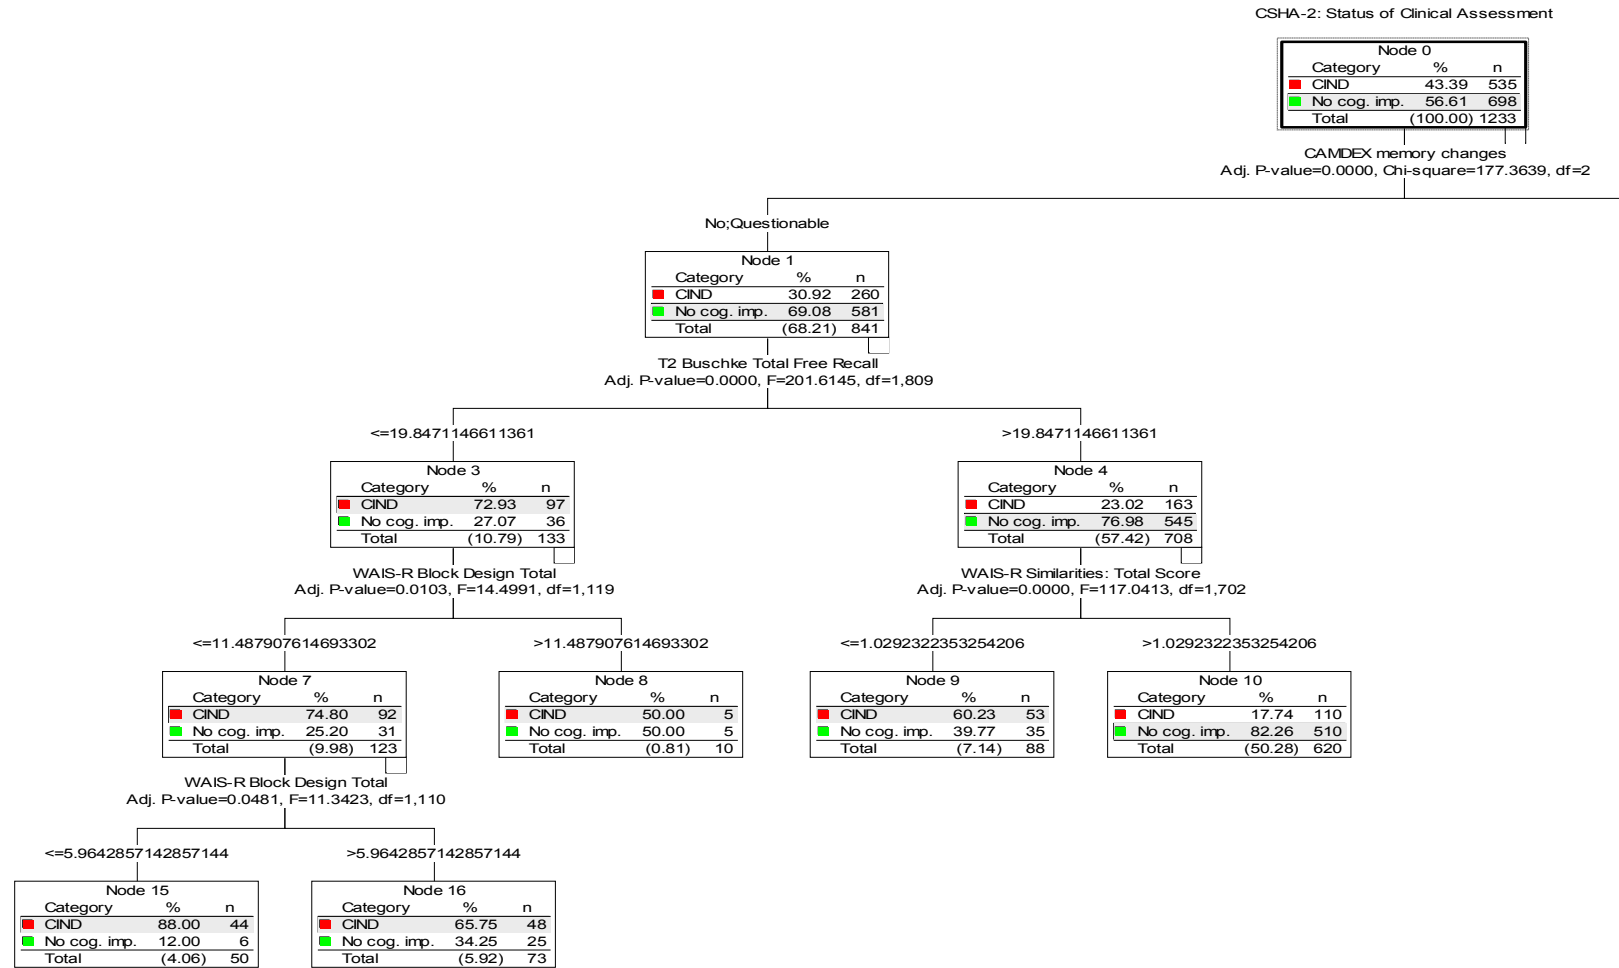 CSHA-2: Status of Clinical Assessment
Node 0
Category % n
CIND 43.39 535
No cog. imp. 56.61 698
Total (100.00) 1233
CAMDEX memory changes
Adj. P-value=0.0000, Chi-square=177.3639, df=2
No;Questionable
Node 1
Category % n
CIND 30.92 260
No cog. imp. 69.08 581
Total (68.21) 841
T2 Buschke Total Free Recall
Adj. P-value=0.0000, F=201.6145, df=1,809
<=19.8471146611361
Node 3
Category % n
CIND 72.93 97
No cog. imp. 27.07 36
Total (10.79) 133
WAIS-R Block Design Total
Adj. P-value=0.0103, F=14.4991, df=1,119
>19.8471146611361
Node 4
Category % n
CIND 23.02 163
No cog. imp. 76.98 545
Total (57.42) 708
WAIS-R Similarities: Total Score
Adj. P-value=0.0000, F=117.0413, df=1,702
<=11.487907614693302
Node 7
Category % n
CIND 74.80 92
No cog. imp. 25.20 31
Total (9.98) 123
WAIS-R Block Design Total
Adj. P-value=0.0481, F=11.3423, df=1,110
>11.487907614693302
Node 8
Category % n
CIND 50.00 5
No cog. imp. 50.00 5
Total (0.81) 10
<=1.0292322353254206
Node 9
Category % n
CIND 60.23 53
No cog. imp. 39.77 35
Total (7.14) 88
>1.0292322353254206
Node 10
Category % n
CIND 17.74 110
No cog. imp. 82.26 510
Total (50.28) 620
<=5.9642857142857144
Node 15
Category % n
CIND 88.00 44
No cog. imp. 12.00 6
Total (4.06) 50
>5.9642857142857144
Node 16
Category % n
CIND 65.75 48
No cog. imp. 34.25 25
Total (5.92) 73